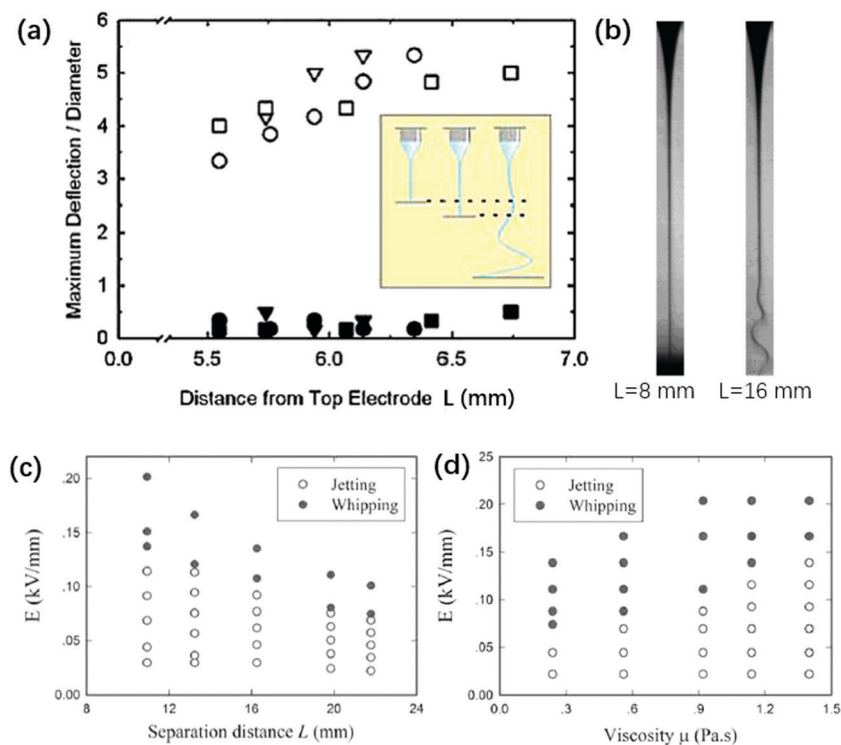 (a)
Maximum Deflection / Diameter
6
5
4
3
2
1
0
0.0 5.5 6.0 6.5 7.0
Distance from Top Electrode L (mm)
(b)
L=8 mm L=16 mm
(c)
E (kV/mm)
.20
.15
.10
.05
0.00
Jetting
Whipping
8 12 16 20 24
Separation distance L (mm)
(d)
E (kV/mm)
.25
.20
.15
.10
.05
0.00
Jetting
Whipping
0.0 0.3 0.6 0.9 1.2 1.5
Viscosity μ (Pa.s)